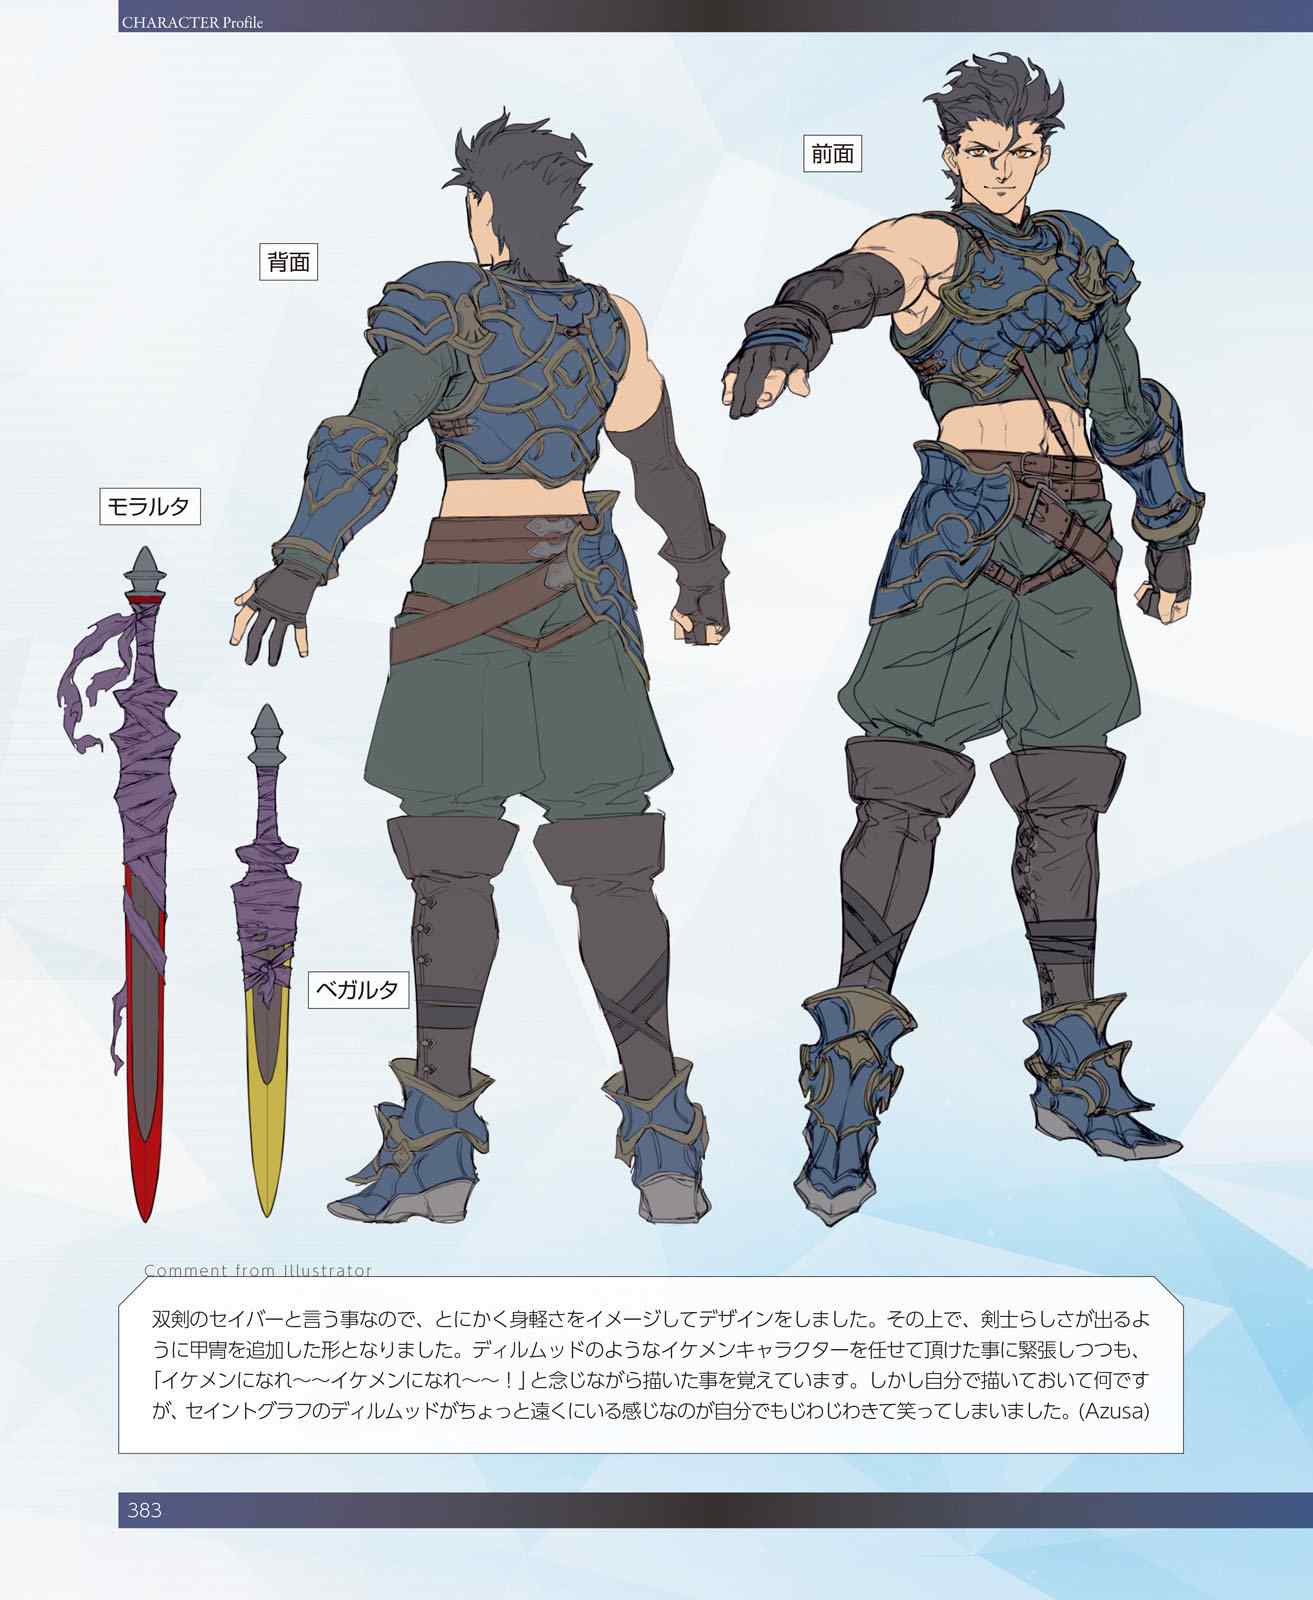 CHARACTER Profile
前面
背面
モラルタ
ベガルタ
Comment from Illustrator
双剣のセイバーと言う事なので、とにかく身軽さをイメージしてデザインをしました。その上で、剣士らしさが出るよ
うに甲冑を追加した形となりました。ディルムッドのようなイケメンキャラクターを任せて頂けた事に緊張しつつも、
「イケメンになれ〜〜イケメンになれ〜〜！」と念じながら描いた事を覚えています。しかし自分で描いておいて何です
が、セイントグラフのディルムッドがちょっと遠くにいる感じなのが自分でもじわじわきて笑ってしまいました。(Azusa)
383